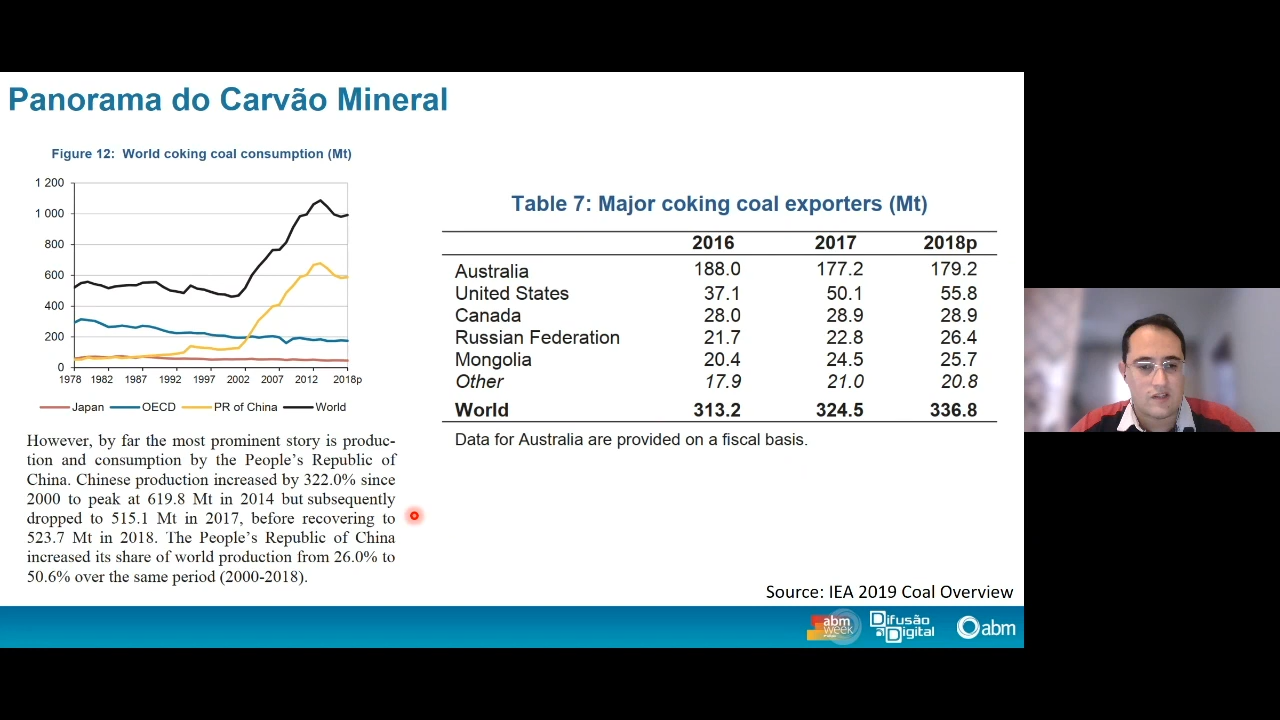 Panorama do Carvão Mineral
Figure 12: World coking coal consumption (Mt)
1 200
1 000
800
600
400
200
0
1978 1982 1987 1992 1997 2002 2007 2012 2018p
Japan OECD PR of China World
However, by far the most prominent story is produc-
tion and consumption by the People's Republic of
China. Chinese production increased by 322.0% since
2000 to peak at 619.8 Mt in 2014 but subsequently
dropped to 515.1 Mt in 2017, before recovering to
523.7 Mt in 2018. The People's Republic of China
increased its share of world production from 26.0% to
50.6% over the same period (2000-2018).
Table 7: Major coking coal exporters (Mt)
2016 2017 2018p
Australia 188.0 177.2 179.2
United States 37.1 50.1 55.8
Canada 28.0 28.9 28.9
Russian Federation 21.7 22.8 26.4
Mongolia 20.4 24.5 25.7
Other 17.9 21.0 20.8
World 313.2 324.5 336.8
Data for Australia are provided on a fiscal basis.
Source: IEA 2019 Coal Overview
abm
week
Difusão
Digital
abm